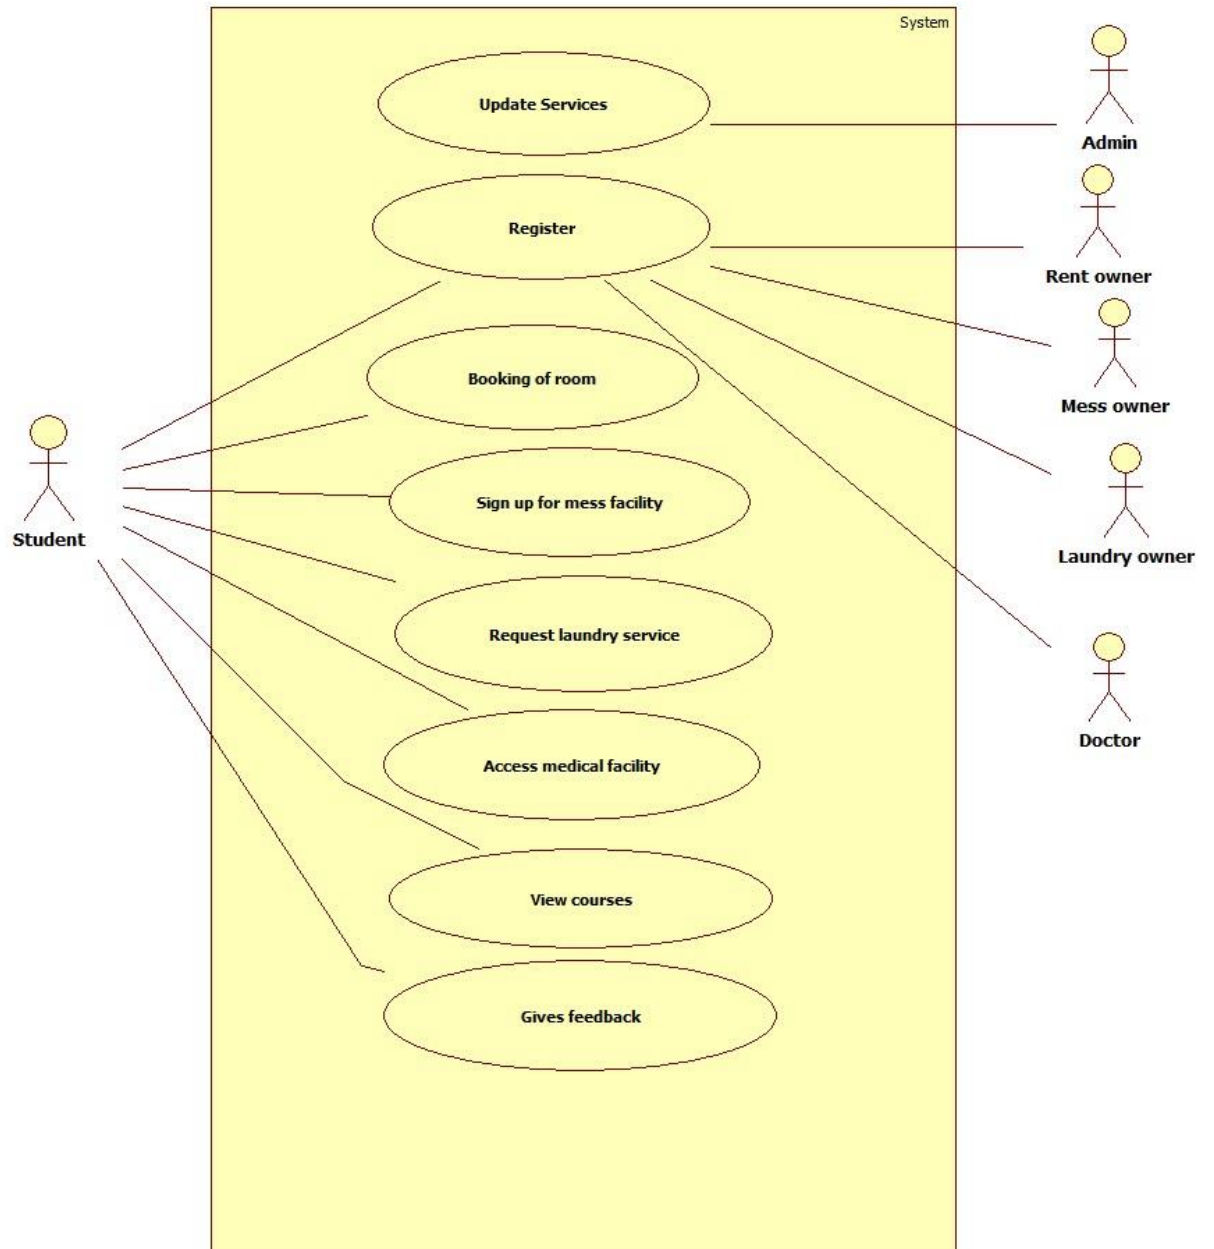 System
Update Services
Admin
Register
Rent owner
Booking of room
Mess owner
Sign up for mess facility
Student
Laundry owner
Request laundry service
Doctor
Access medical facility
View courses
Gives feedback